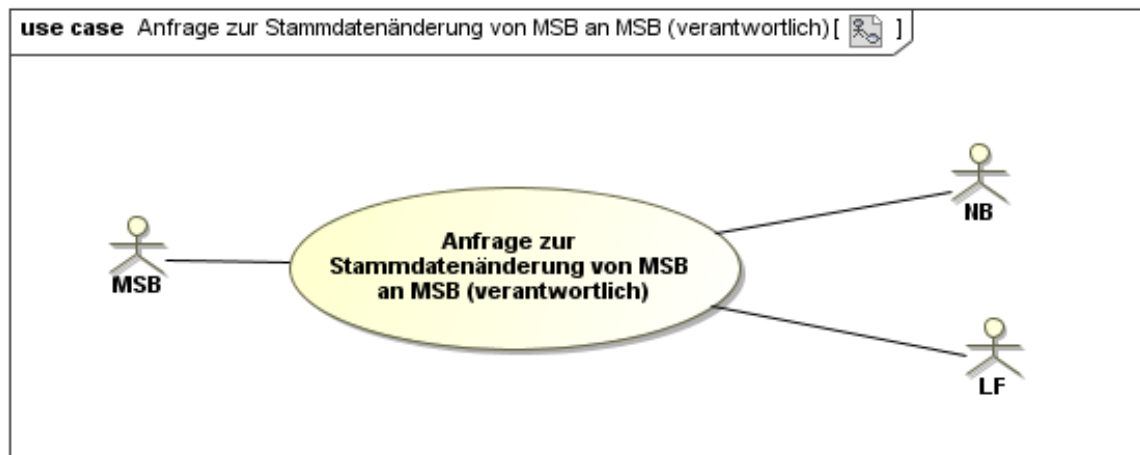 use case Anfrage zur Stammdatenänderung von MSB an MSB (verantwortlich) [ ]
NB
Anfrage zur
Stammdatenänderung von MSB
an MSB (verantwortlich)
MSB
LF